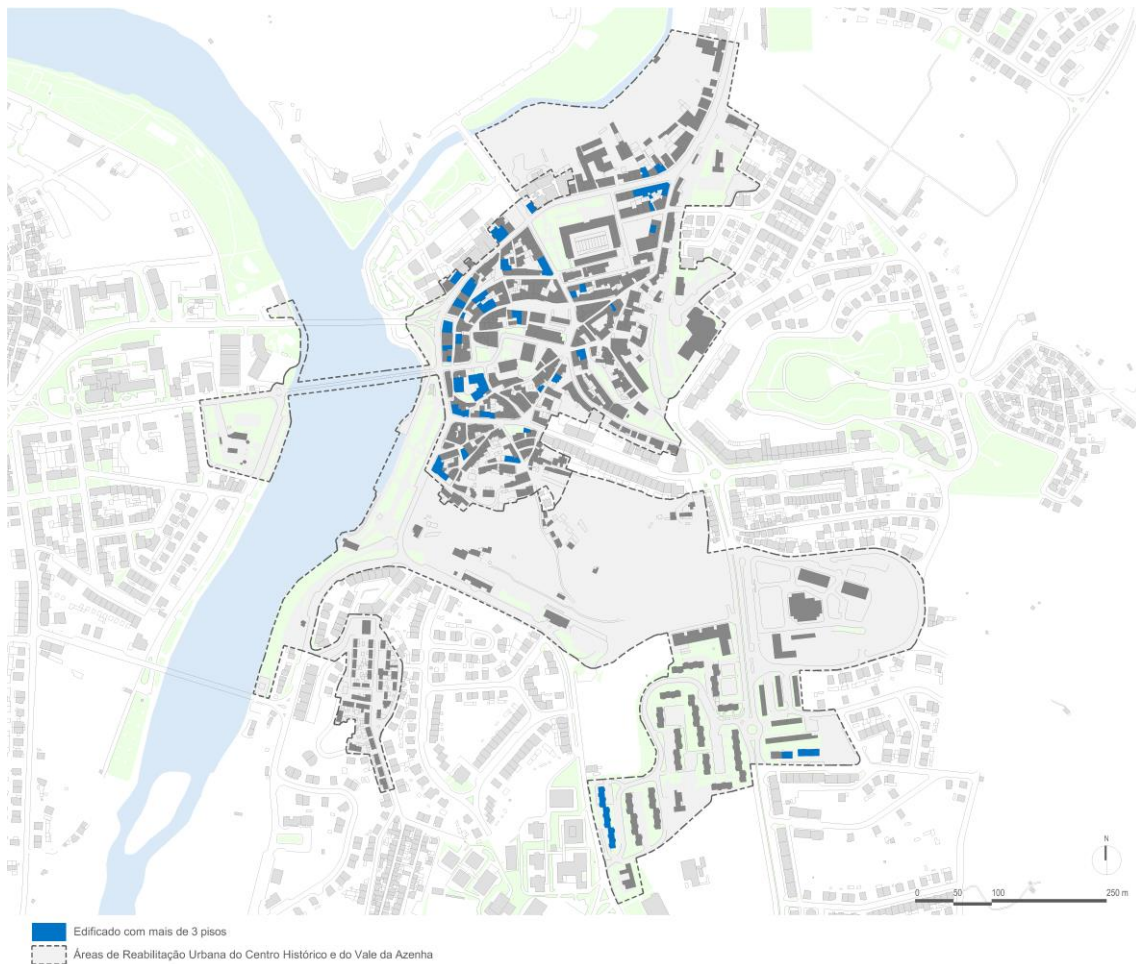 N
0 50 100 250 m
Edificado com mais de 3 pisos
Áreas de Reabilitação Urbana do Centro Histórico e do Vale da Azenha